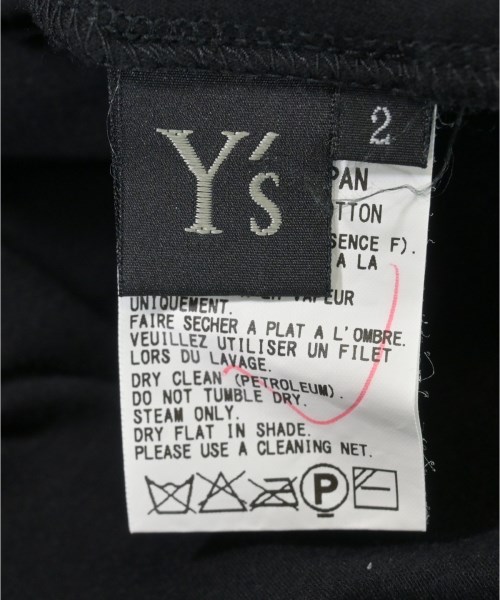 Y's
2
PAN
TTON
SENCE F).
A LA
VAPEUR
UNIQUEMENT.
FAIRE SECHER A PLAT A L'OMBRE.
VEUILLEZ UTILISER UN FILET
LORS DU LAVAGE.
DRY CLEAN (PETROLEUM).
DO NOT TUMBLE DRY.
STEAM ONLY.
DRY FLAT IN SHADE.
PLEASE USE A CLEANING NET.
P